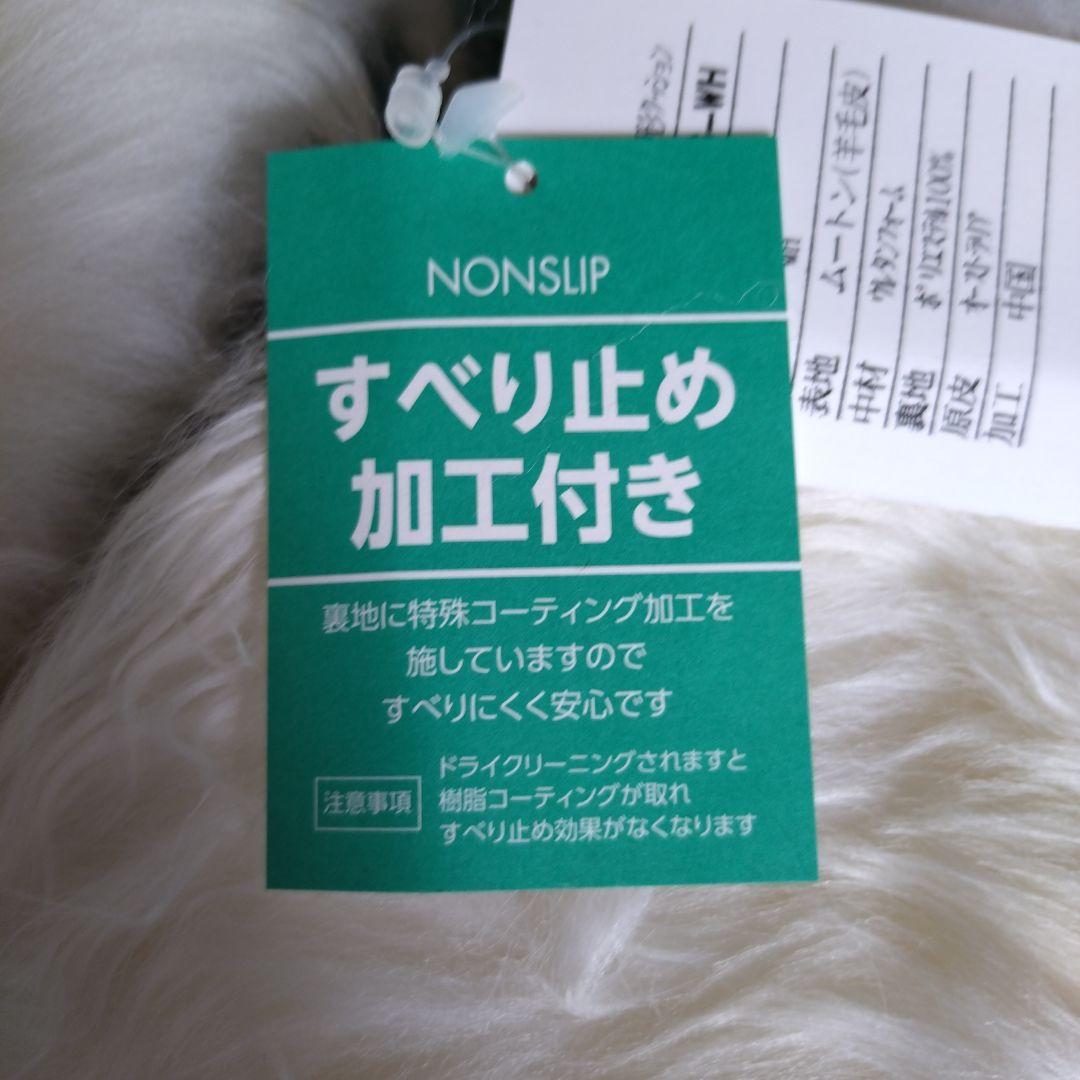 NONSLIP
すべり止め
加工付き
裏地に特殊コーティング加工を
施していますので
すべりにくく安心です
注意事項
ドライクリーニングされますと
樹脂コーティングが取れ
すべり止め効果がなくなります
クッション
-WH
表地 ムートン(羊毛皮)
中材 ウレタンフォーム
裏地 ポリエステル100%
原皮 オーストラリア
加工 中国